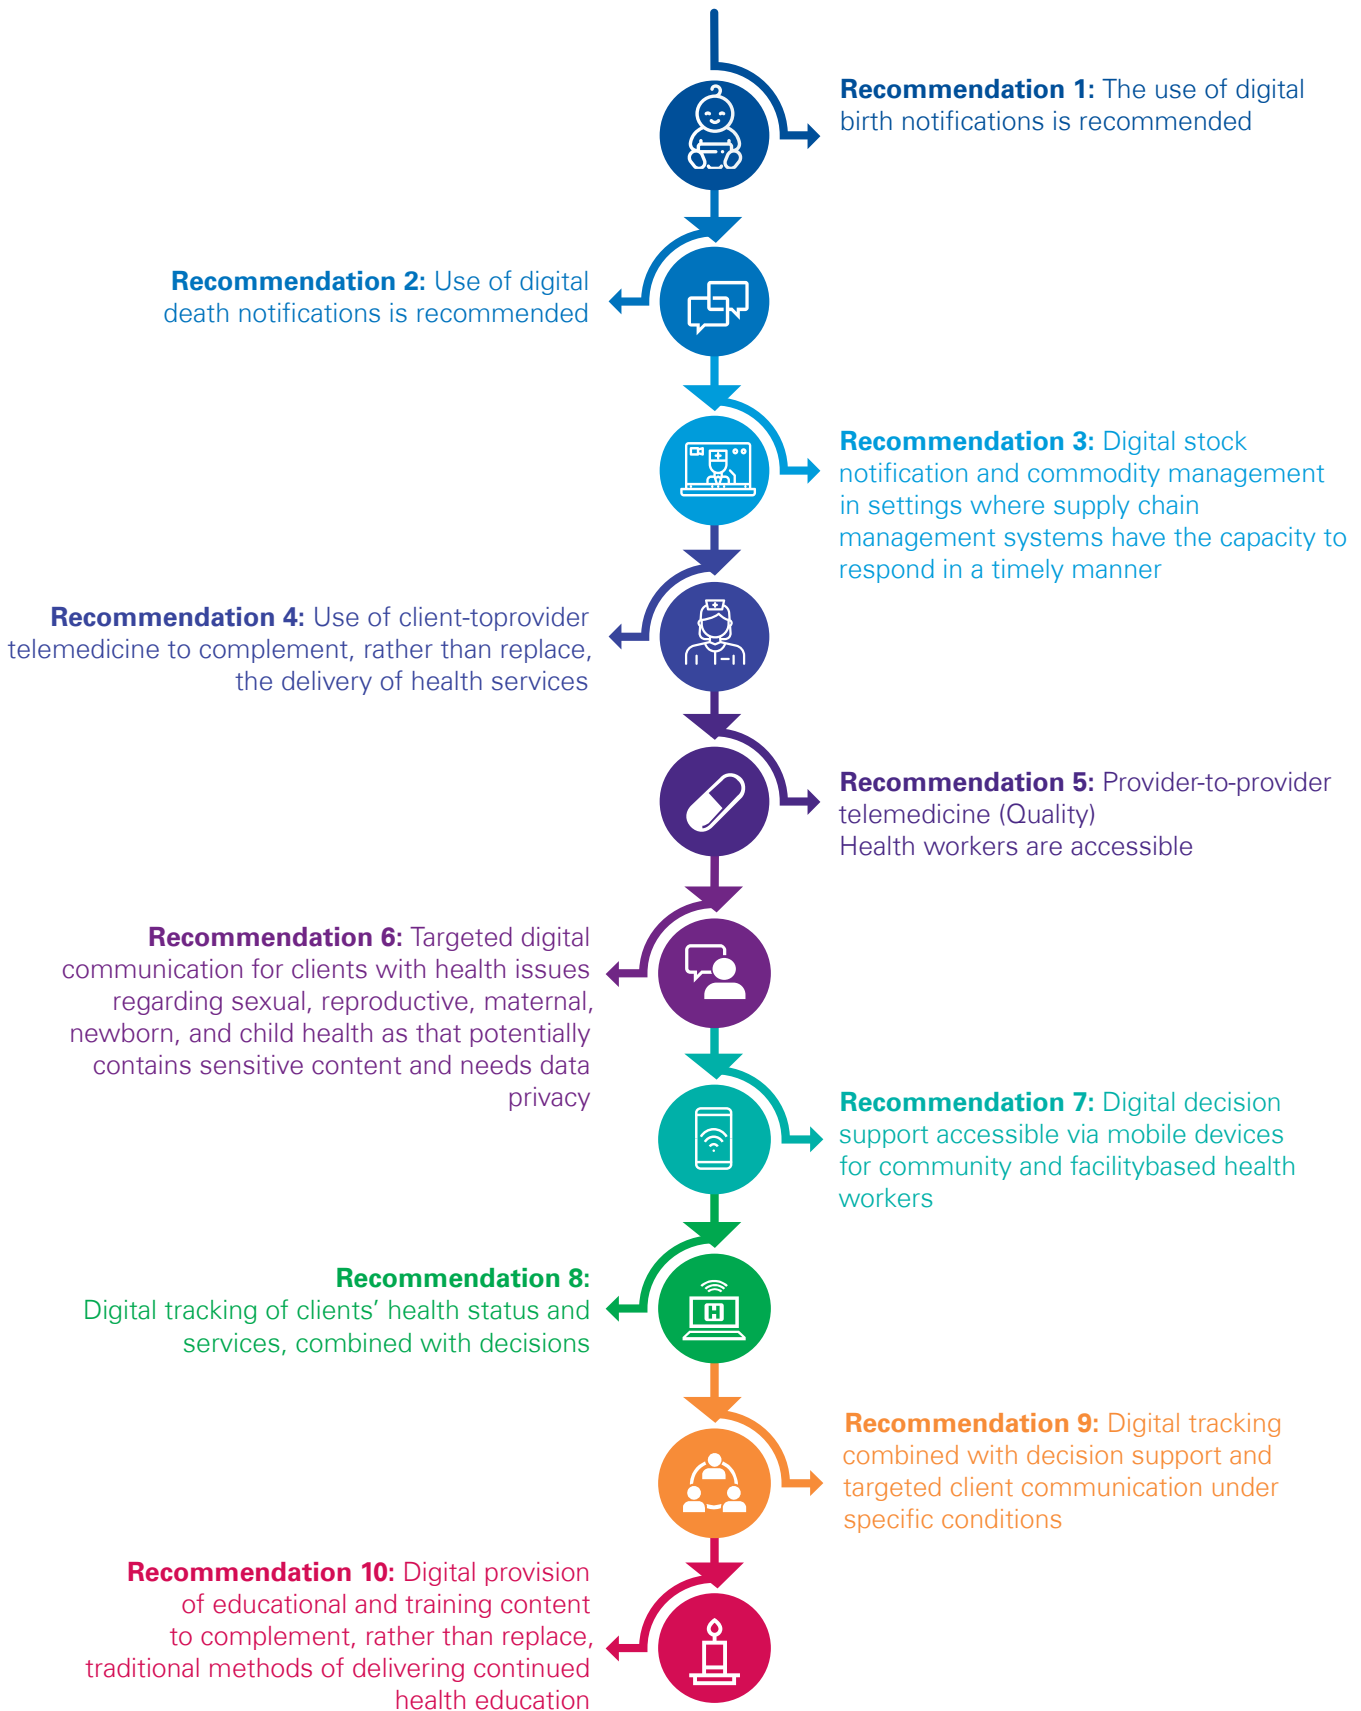 Recommendation 1: The use of digital
birth notifications is recommended
Recommendation 2: Use of digital
death notifications is recommended
Recommendation 3: Digital stock
notification and commodity management
in settings where supply chain
management systems have the capacity to
respond in a timely manner
Recommendation 4: Use of client-toprovider
telemedicine to complement, rather than replace,
the delivery of health services
Recommendation 5: Provider-to-provider
telemedicine (Quality)
Health workers are accessible
Recommendation 6: Targeted digital
communication for clients with health issues
regarding sexual, reproductive, maternal,
newborn, and child health as that potentially
contains sensitive content and needs data
privacy
Recommendation 7: Digital decision
support accessible via mobile devices
for community and facilitybased health
workers
H
Recommendation 8:
Digital tracking of clients’ health status and
services, combined with decisions
Recommendation 9: Digital tracking
combined with decision support and
targeted client communication under
specific conditions
Recommendation 10: Digital provision
of educational and training content
to complement, rather than replace,
traditional methods of delivering continued
health education